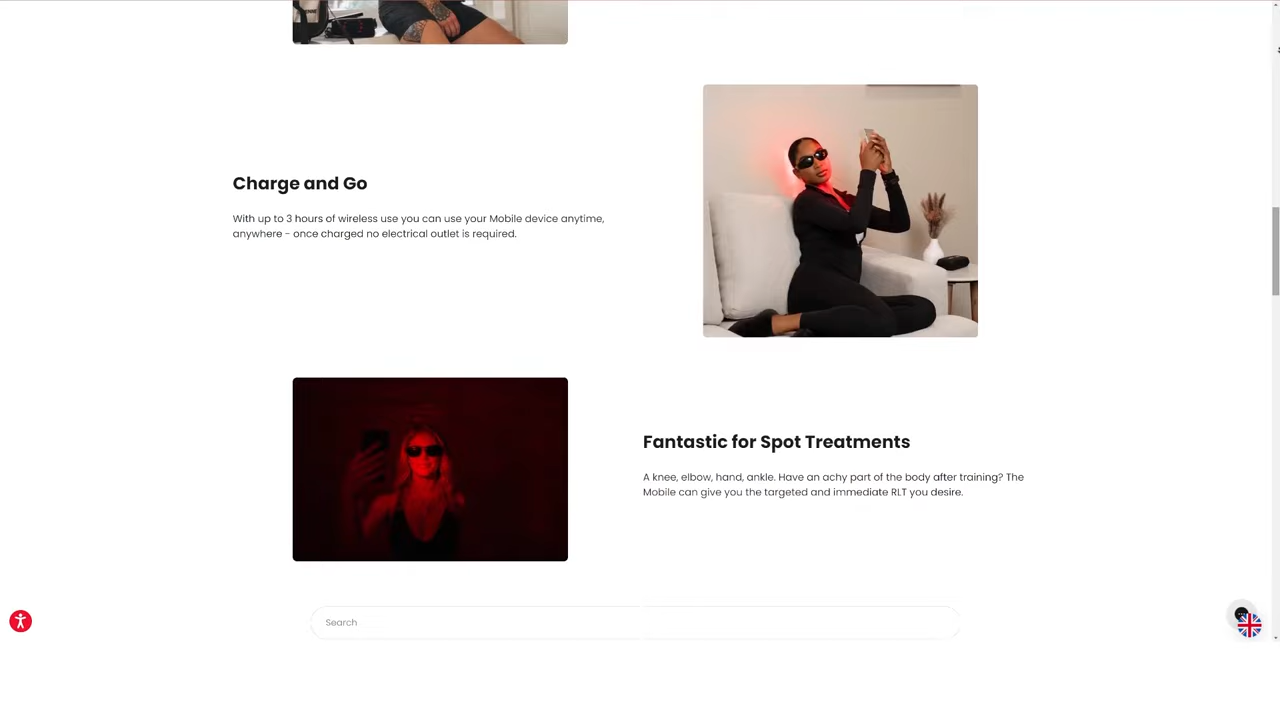 Charge and Go
With up to 3 hours of wireless use you can use your Mobile device anytime,
anywhere - once charged no electrical outlet is required.
Fantastic for Spot Treatments
A knee, elbow, hand, ankle. Have an achy part of the body after training? The
Mobile can give you the targeted and immediate RLT you desire.
Search